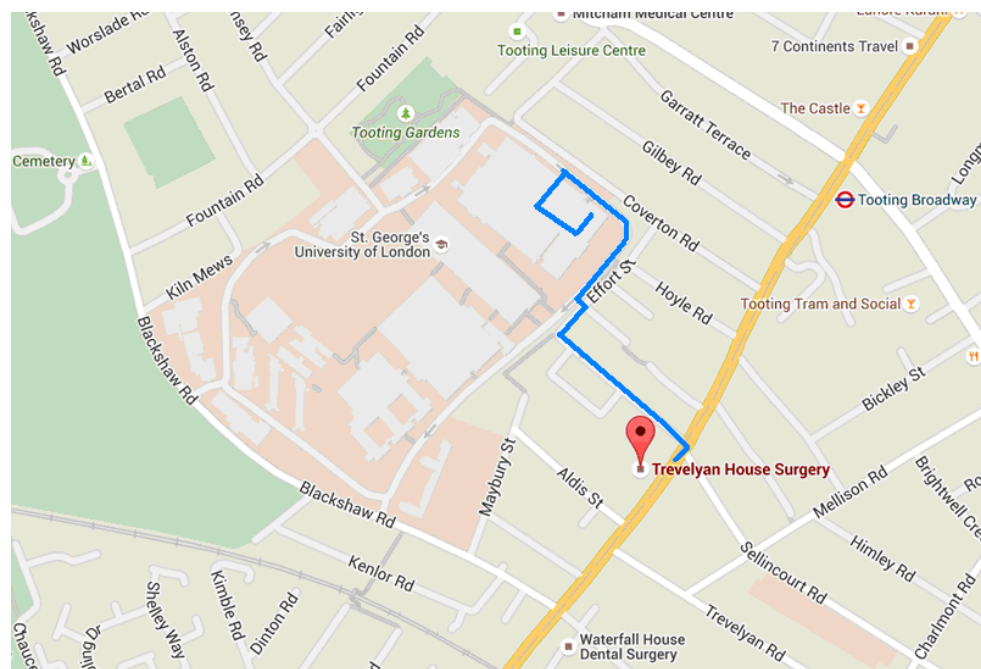 Mitcham Medical Centre
Lahore Karahi
Worslade Rd
Alston Rd
Fountain Rd
Tooting Leisure Centre
7 Continents Travel
Blackshaw Rd
Bertal Rd
The Castle
Garratt Terrace
Tooting Gardens
Gilbey Rd
Cemetery
Fountain Rd
Coverton Rd
Tooting Broadway
St. George's
University of London
Kiln Mews
Effort St
Hoyle Rd
Tooting Tram and Social
Blackshaw Rd
Bickley St
Maybury St
Trevelyan House Surgery
Aldis St
Mellison Rd
Blackshaw Rd
Himley Rd
Sellincourt Rd
Kenlor Rd
Shelley Way
Kimble Rd
Dinton Rd
Trevelyan Rd
Charlmont Rd
Waterfall House
Dental Surgery